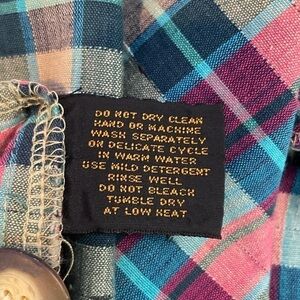 DO NOT DRY CLEAN
HAND OR MACHINE
WASH SEPARATELY
ON DELICATE CYCLE
IN WARM WATER
USE MILD DETERGENT
RINSE WELL
DO NOT BLEACH
TUMBLE DRY
AT LOW HEAT